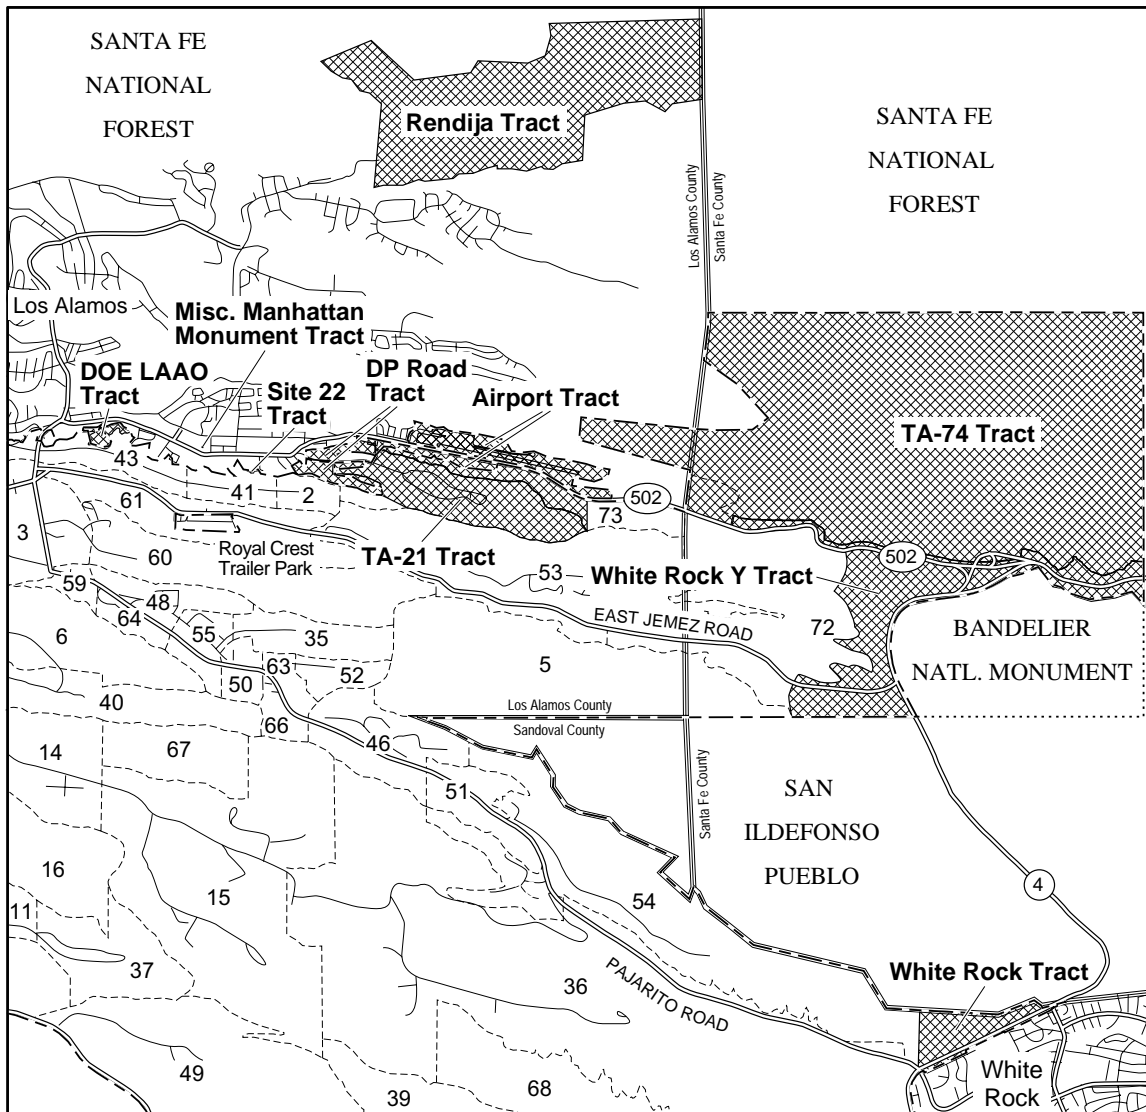 SANTA FE
NATIONAL
FOREST
Rendija Tract
SANTA FE
NATIONAL
FOREST
Los Alamos County
Santa Fe County
Los Alamos
Misc. Manhattan
Monument Tract
DOE LAAO
Tract
Site 22
Tract
DP Road
Tract
Airport Tract
TA-74 Tract
43
41
2
502
73
61
3
60
Royal Crest
Trailer Park
TA-21 Tract
502
53
White Rock Y Tract
59
48
64
55
35
EAST JEMEZ ROAD
72
BANDELIER
NATL. MONUMENT
6
63
50
52
5
40
66
Los Alamos County
Sandoval County
46
14
67
51
Santa Fe County
SAN
ILDEFONSO
PUEBLO
16
15
4
11
54
37
36
PAJARITO ROAD
White Rock Tract
49
39
68
White
Rock